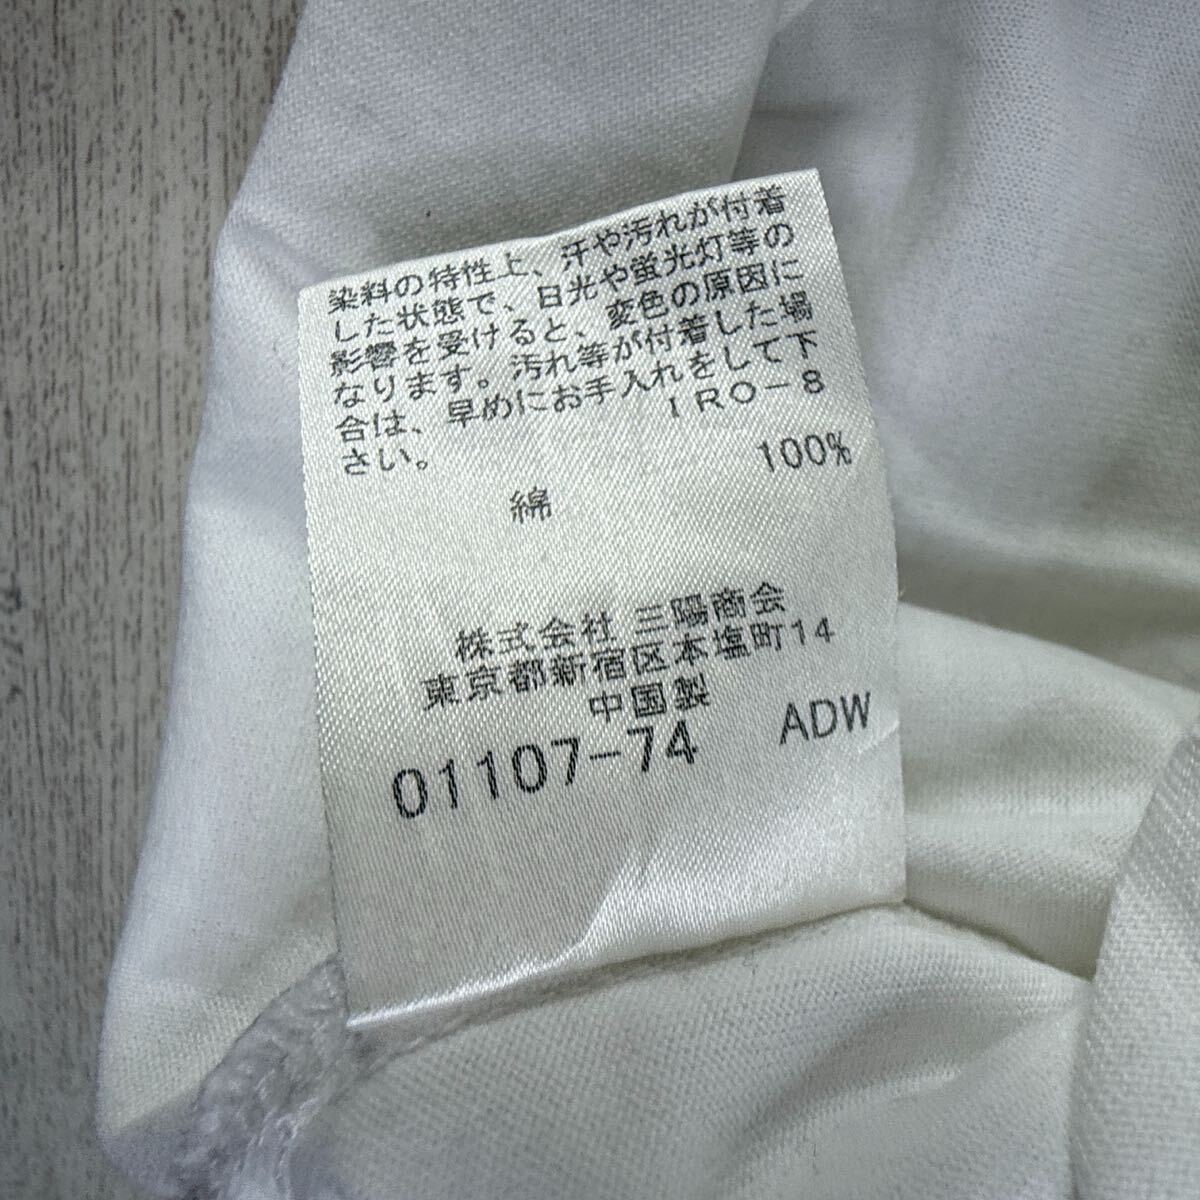 染料の特性上、汗や汚れが付着
した状態で、日光や蛍光灯等の
影響を受けると、変色の原因に
なります。汚れ等が付着した場
合は、早めにお手入れをして下
さい。
IRO-8
綿 100%
株式会社 三陽商会
東京都新宿区本塩町14
中国製
01107-74 ADW